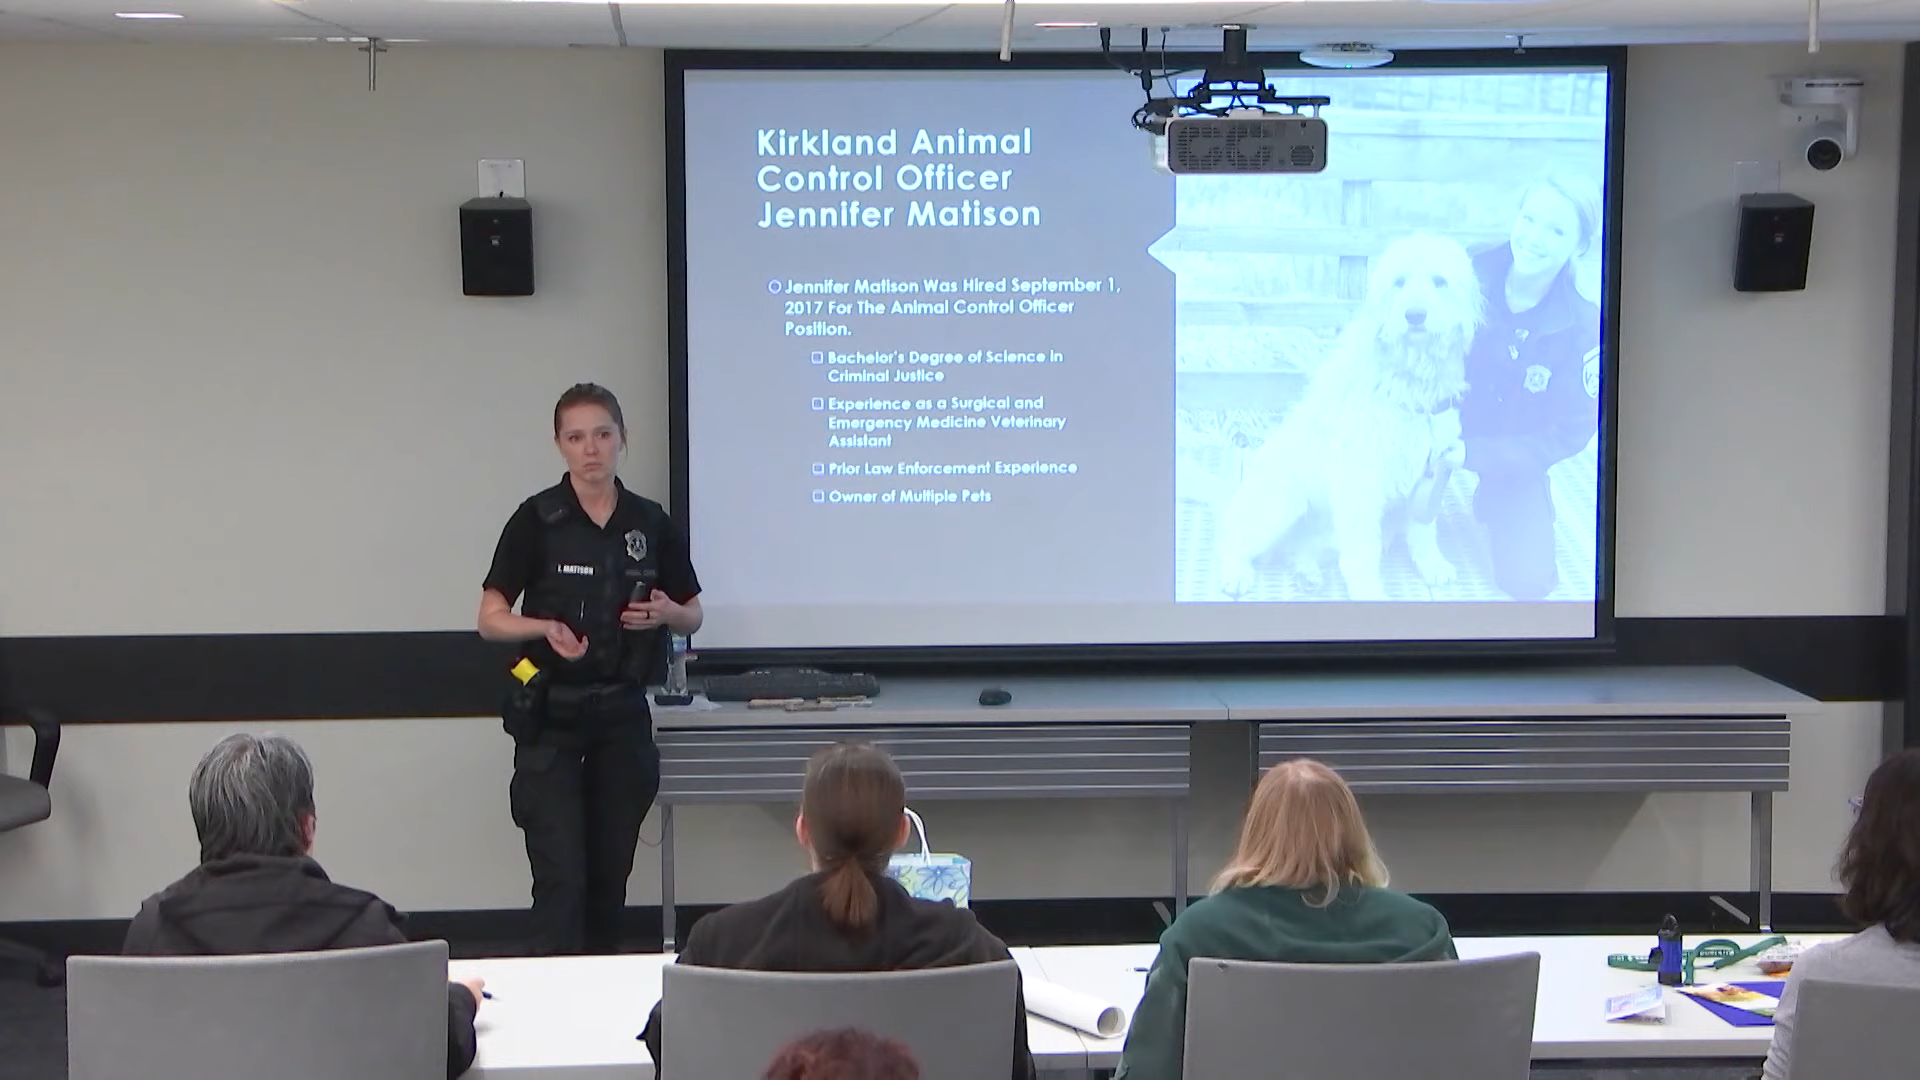 Kirkland Animal
Control Officer
Jennifer Matison
Jennifer Matison Was Hired September 1,
2017 For The Animal Control Officer
Position.
Bachelor's Degree of Science in
Criminal Justice
Experience as a Surgical and
Emergency Medicine Veterinary
Assistant
Prior Law Enforcement Experience
Owner of Multiple Pets
J. MATISON